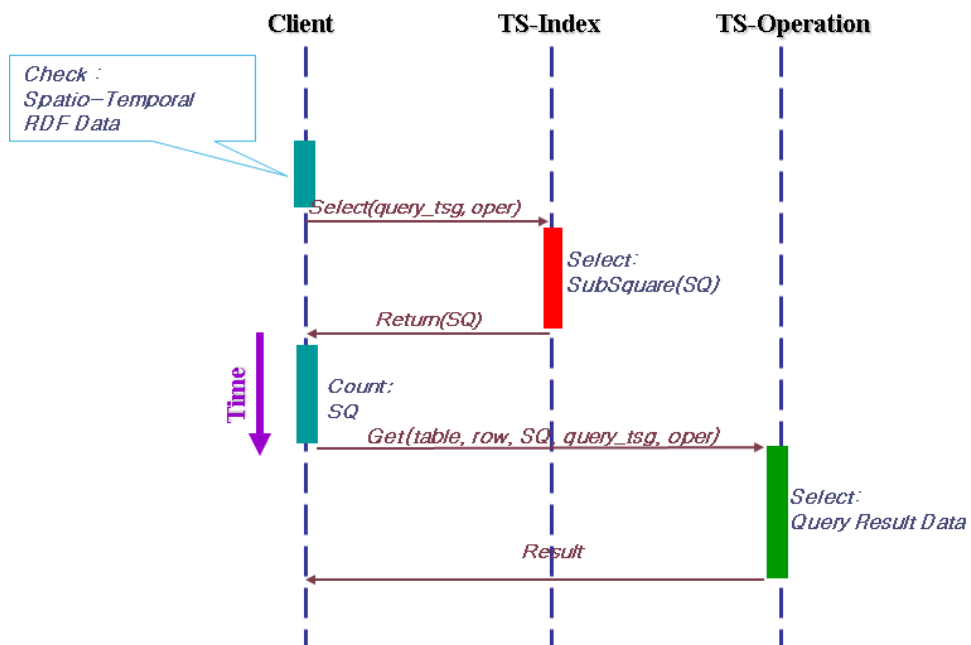 Client
TS-Index
TS-Operation
Check :
Spatio-Temporal
RDF Data
Select(query_tsg, oper)
Select:
SubSquare(SQ)
Return(SQ)
Time
Count:
SQ
Get(table, row, SQ, query_tsg, oper)
Select:
Query Result Data
Result